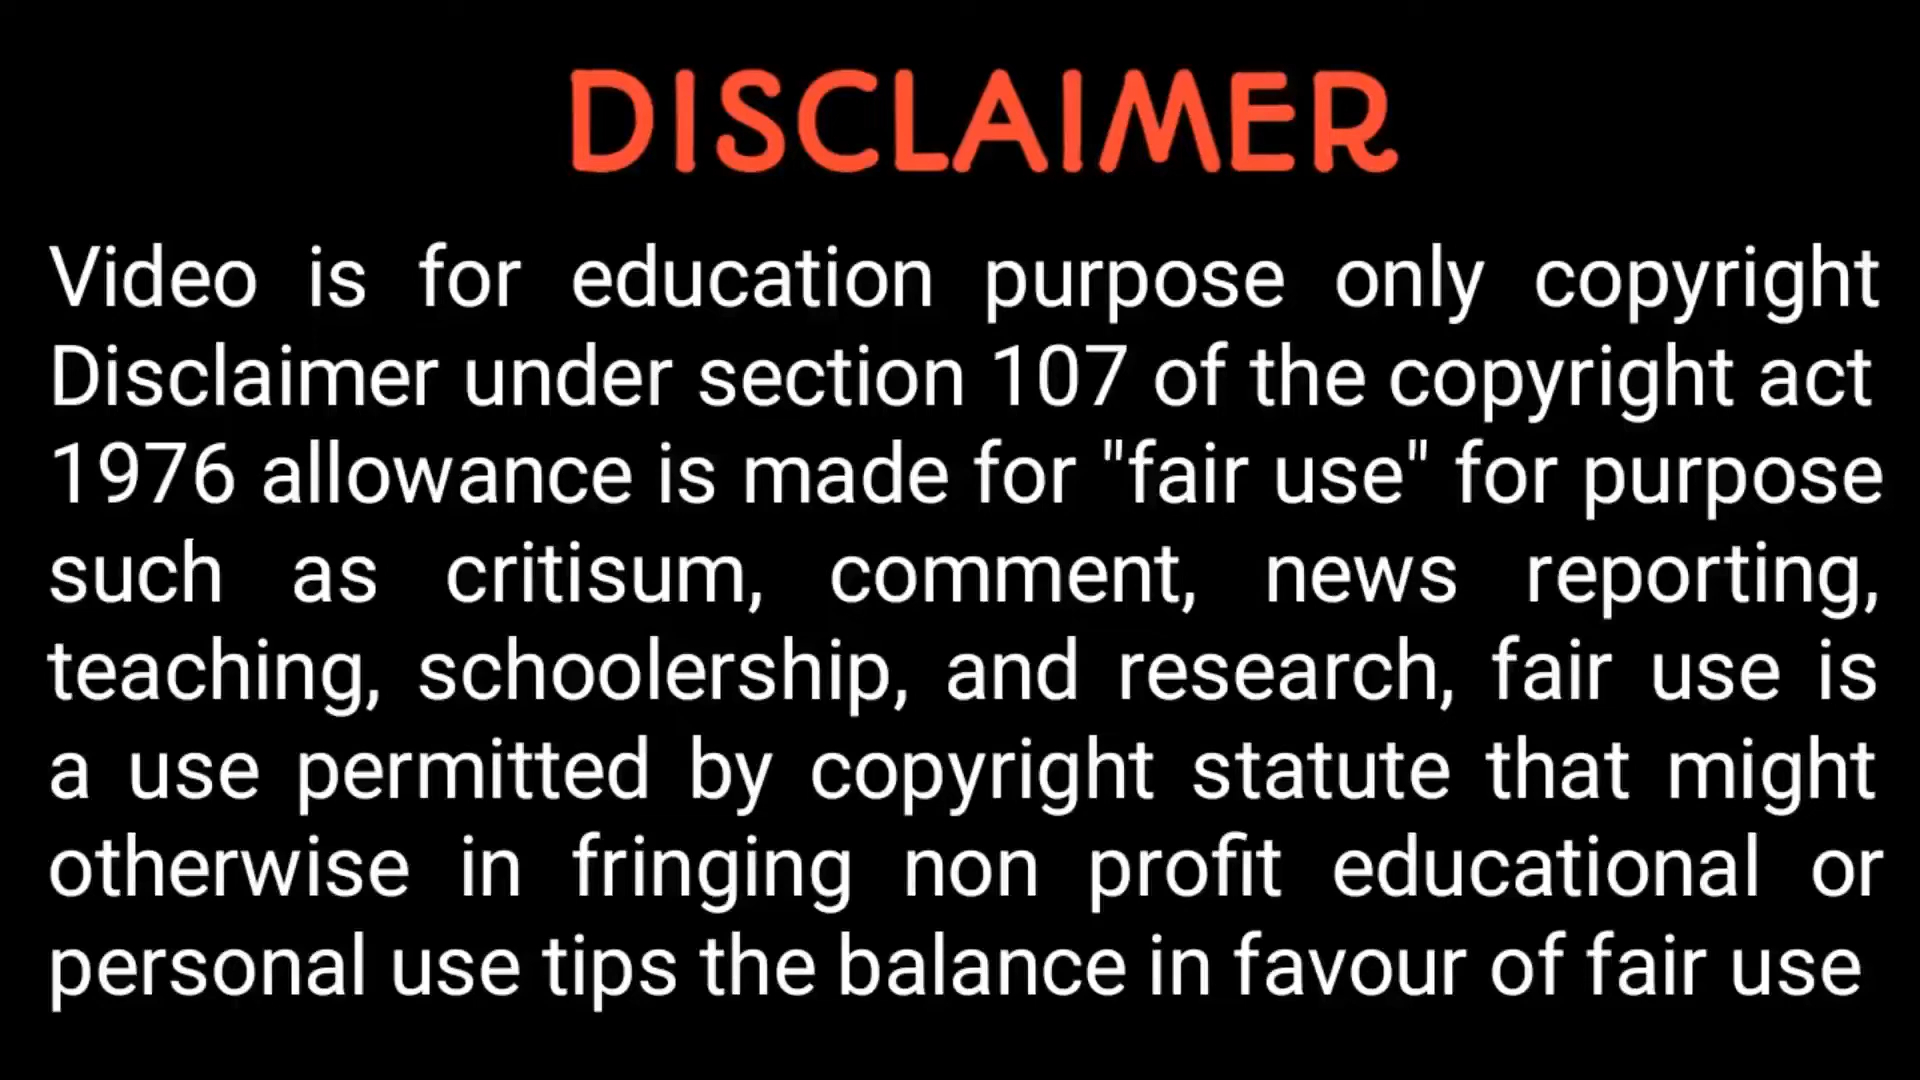 DISCLAIMER
Video is for education purpose only copyright
Disclaimer under section 107 of the copyright act
1976 allowance is made for "fair use" for purpose
such as critisum, comment, news reporting,
teaching, schoolership, and research, fair use is
a use permitted by copyright statute that might
otherwise in fringing non profit educational or
personal use tips the balance in favour of fair use